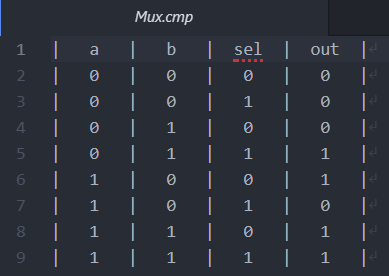 Mux.cmp
1 |   a   |   b   |  sel  |  out  |
2 |   0   |   0   |   0   |   0   |
3 |   0   |   0   |   1   |   0   |
4 |   0   |   1   |   0   |   0   |
5 |   0   |   1   |   1   |   1   |
6 |   1   |   0   |   0   |   1   |
7 |   1   |   0   |   1   |   0   |
8 |   1   |   1   |   0   |   1   |
9 |   1   |   1   |   1   |   1   |